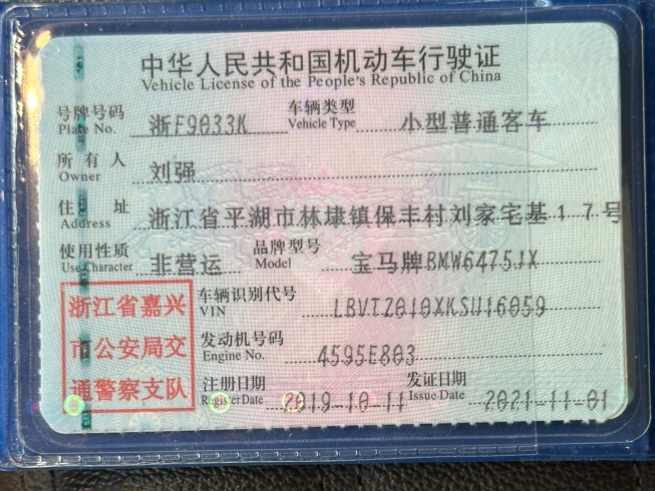 中华人民共和国机动车行驶证
Vehicle License of the People's Republic of China
号牌号码 浙F9033K 车辆类型 小型普通客车
Plate No. Vehicle Type
所有人 刘强
Owner
住址 浙江省平湖市林埭镇保丰村刘家宅基17号
Address
使用性质 非营运 品牌型号 宝马牌BMW6475JX
Use Character Model
浙江省嘉兴
市公安局交
通警察支队
车辆识别代号 LBVTZ010XKSU16059
VIN
发动机号码 4595E803
Engine No.
注册日期 2019-10-11 发证日期 2021-11-01
Register Date Issue Date